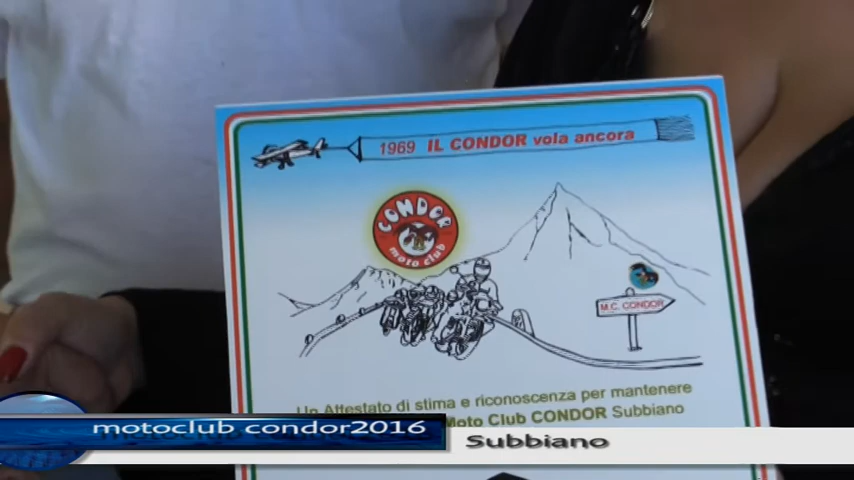 1969 IL CONDOR vola ancora
CONDOR
moto club
M.C. CONDOR
Un Attestato di stima e riconoscenza per mantenere
Moto Club CONDOR Subbiano
motoclub condor2016
Subbiano